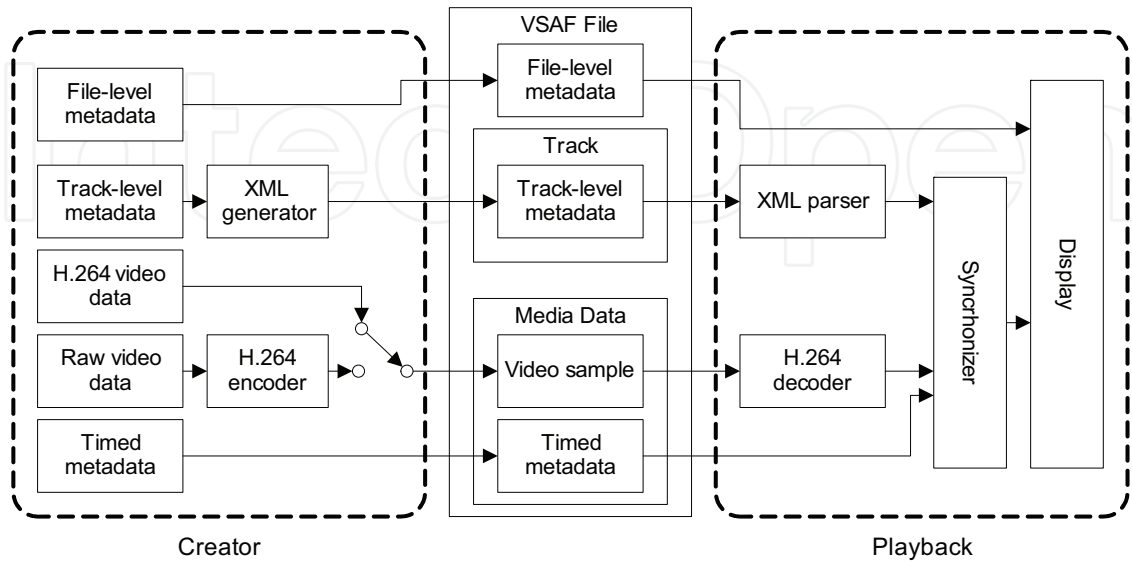 VSAF File
File-level
metadata
File-level
metadata
Track
Track-level
metadata
XML
generator
Track-level
metadata
XML parser
H.264 video
data
Media Data
Raw video
data
H.264
encoder
Video sample
H.264
decoder
Timed
metadata
Timed
metadata
Syncrhonizer
Display
Creator
Playback
IntechOpen